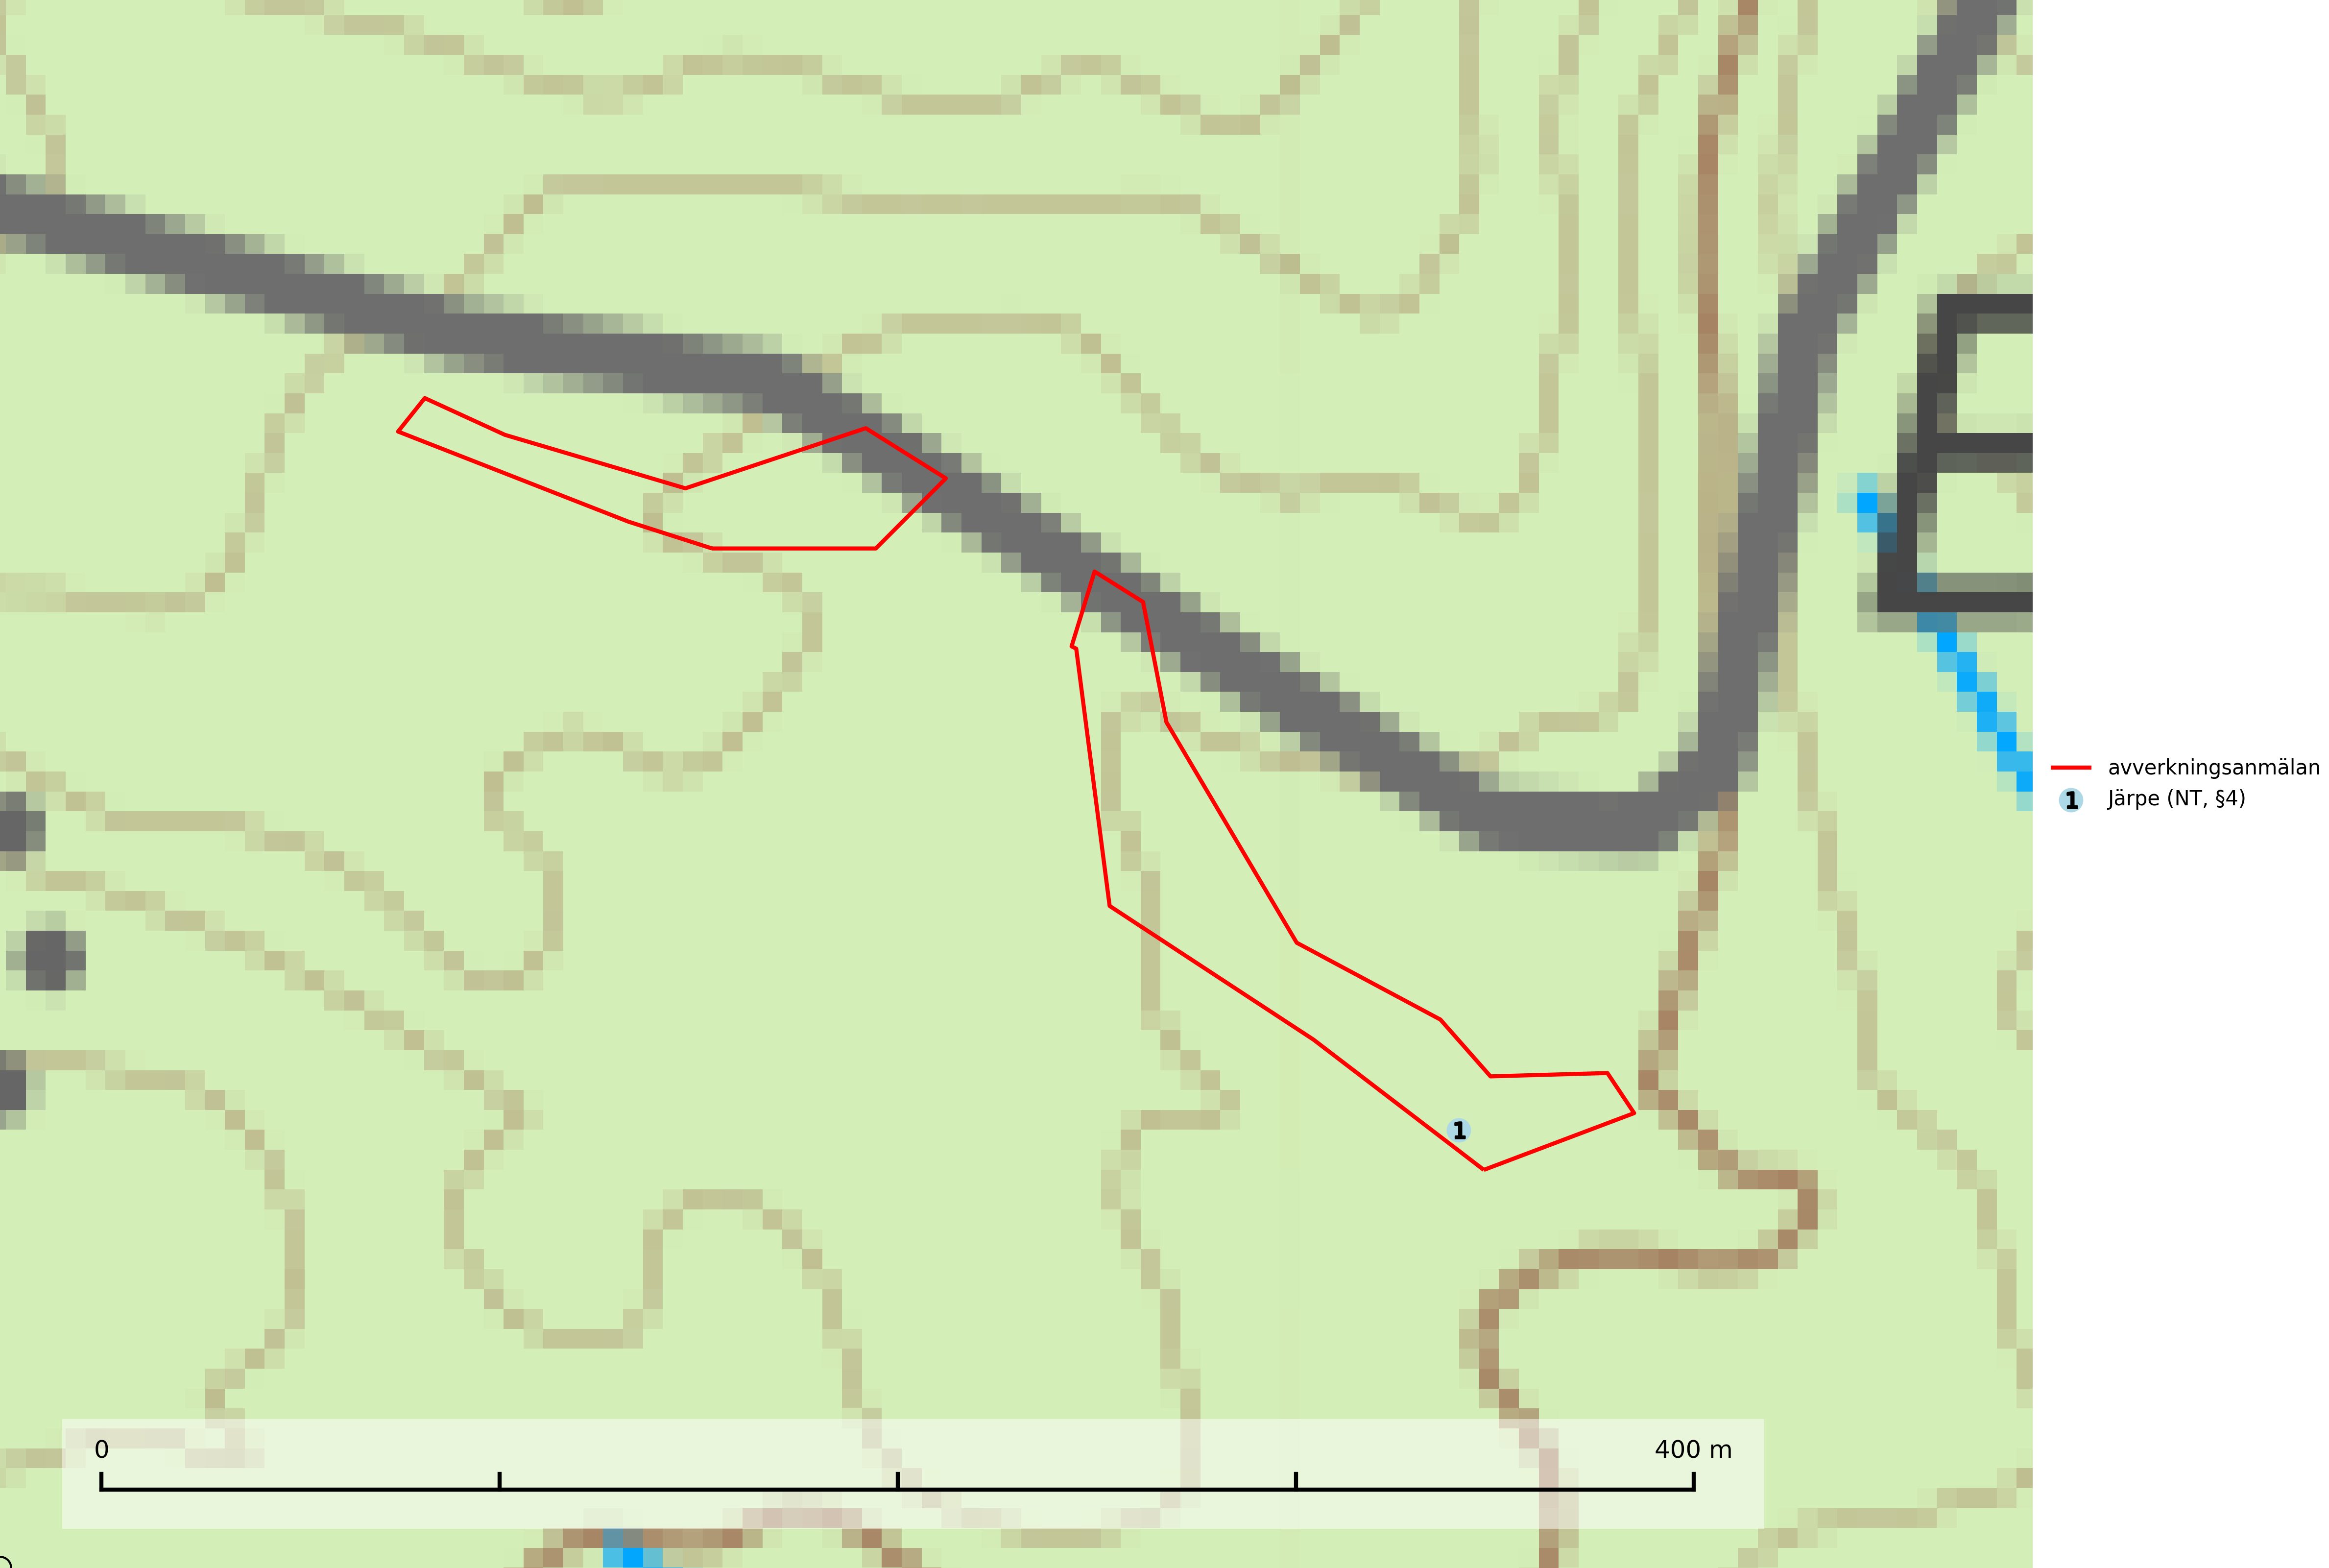 avverkningsanmälan
1 Järpe (NT, §4)
1
0 400 m